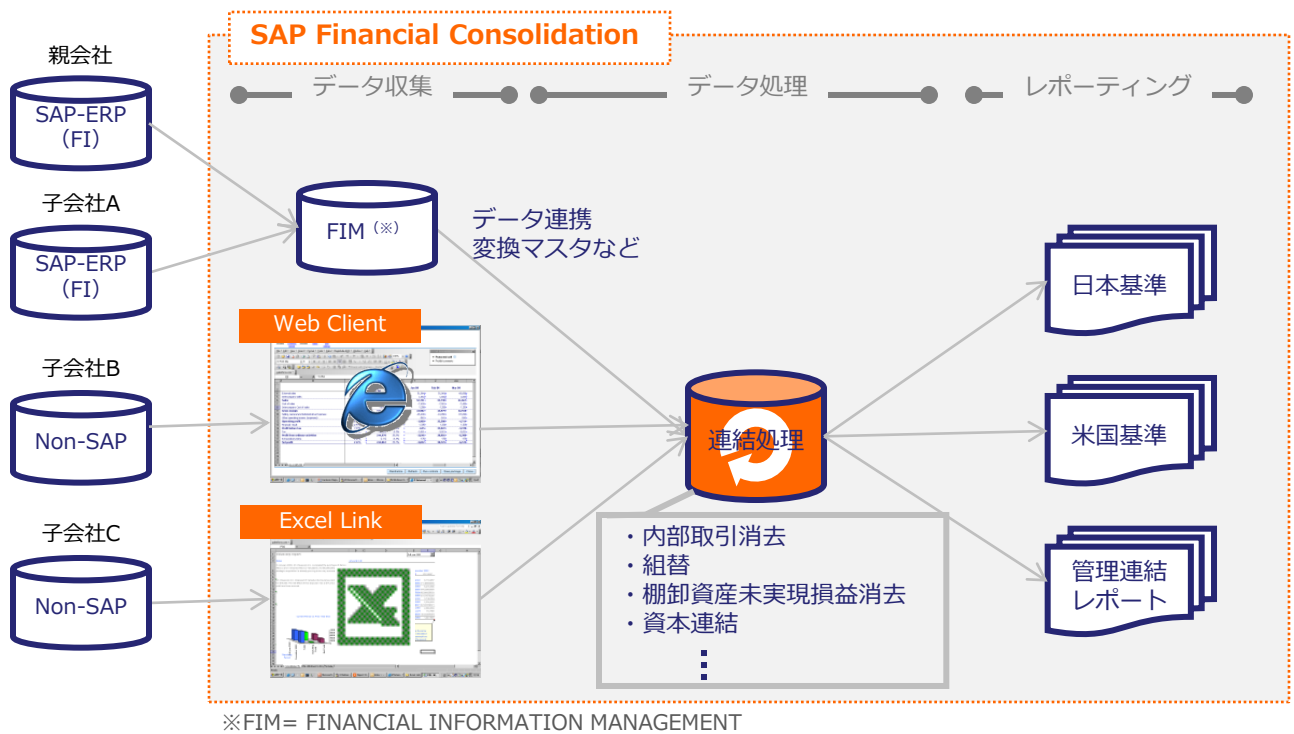 SAP Financial Consolidation
データ収集
データ処理
レポーティング
親会社
SAP-ERP
（FI）
子会社A
SAP-ERP
（FI）
子会社B
Non-SAP
子会社C
Non-SAP
FIM（※）
データ連携
変換マスタなど
Web Client
Excel Link
連結処理
・内部取引消去
・組替
・棚卸資産未実現損益消去
・資本連結
日本基準
米国基準
管理連結
レポート
※FIM= FINANCIAL INFORMATION MANAGEMENT